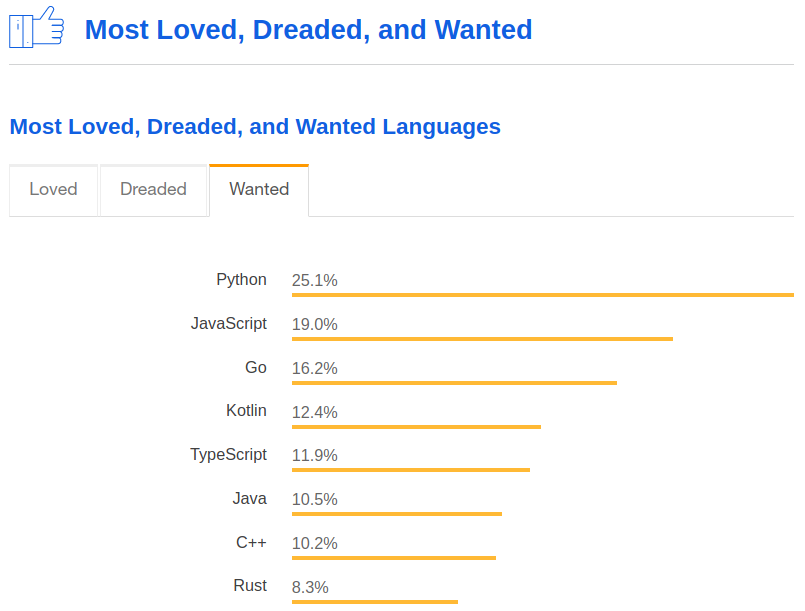 Most Loved, Dreaded, and Wanted
Most Loved, Dreaded, and Wanted Languages
Loved Dreaded Wanted
Python 25.1%
JavaScript 19.0%
Go 16.2%
Kotlin 12.4%
TypeScript 11.9%
Java 10.5%
C++ 10.2%
Rust 8.3%